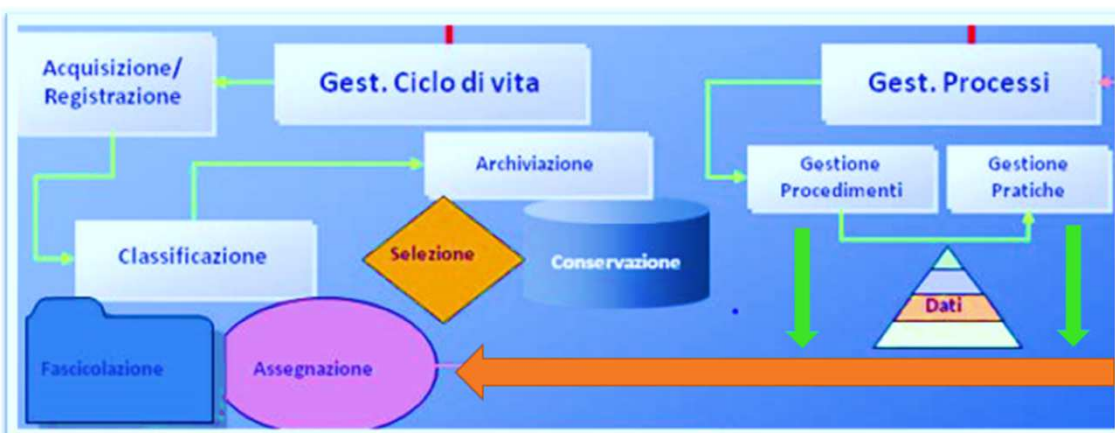 Acquisizione/
Registrazione
Gest. Ciclo di vita
Gest. Processi
Archiviazione
Gestione
Procedimenti
Gestione
Pratiche
Classificazione
Selezione
Conservazione
Dati
Fascicolazione
Assegnazione